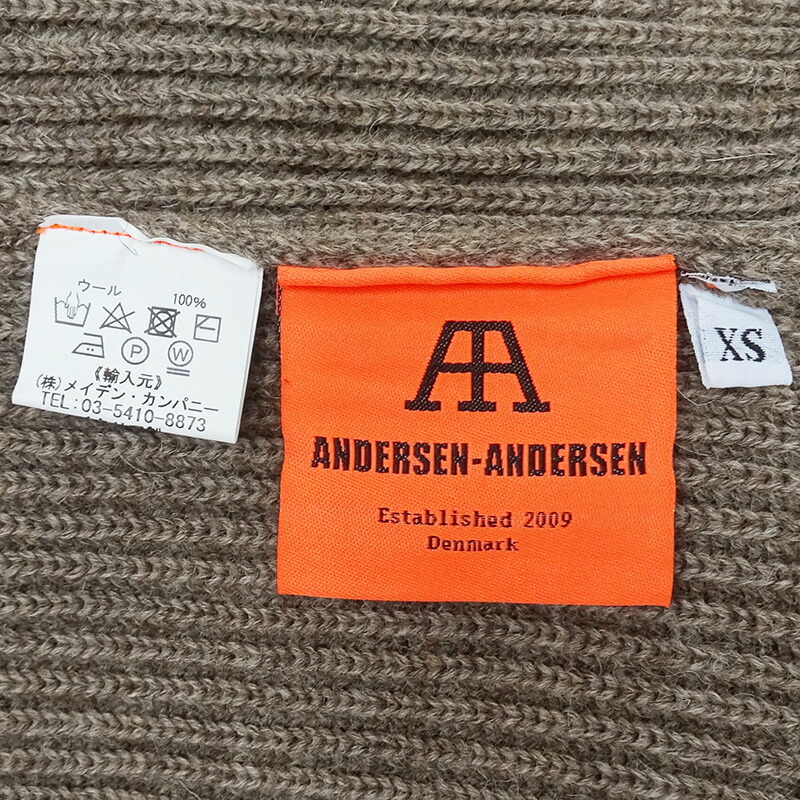 ウール 100%
P W
《輸入元》
(株)メイデン・カンパニー
TEL:03-5410-8873
AA
ANDERSEN-ANDERSEN
Established 2009
Denmark
XS